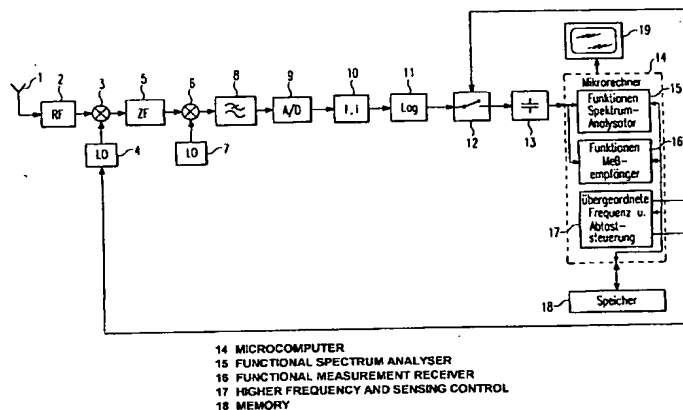 1
2
3
5
6
8
9
10
11
RF
ZF
A/D
I.i
Log
LO
4
LO
7
12
13
19
14
Mikrorechner
15
Funktionen
Spektrum-
Analysator
Funktionen
Meß-
empfänger
16
übergeordnete
Frequenz u.
Abtast-
steuerung
17
18
Speicher
14 MICROCOMPUTER
15 FUNCTIONAL SPECTRUM ANALYSER
16 FUNCTIONAL MEASUREMENT RECEIVER
17 HIGHER FREQUENCY AND SENSING CONTROL
18 MEMORY